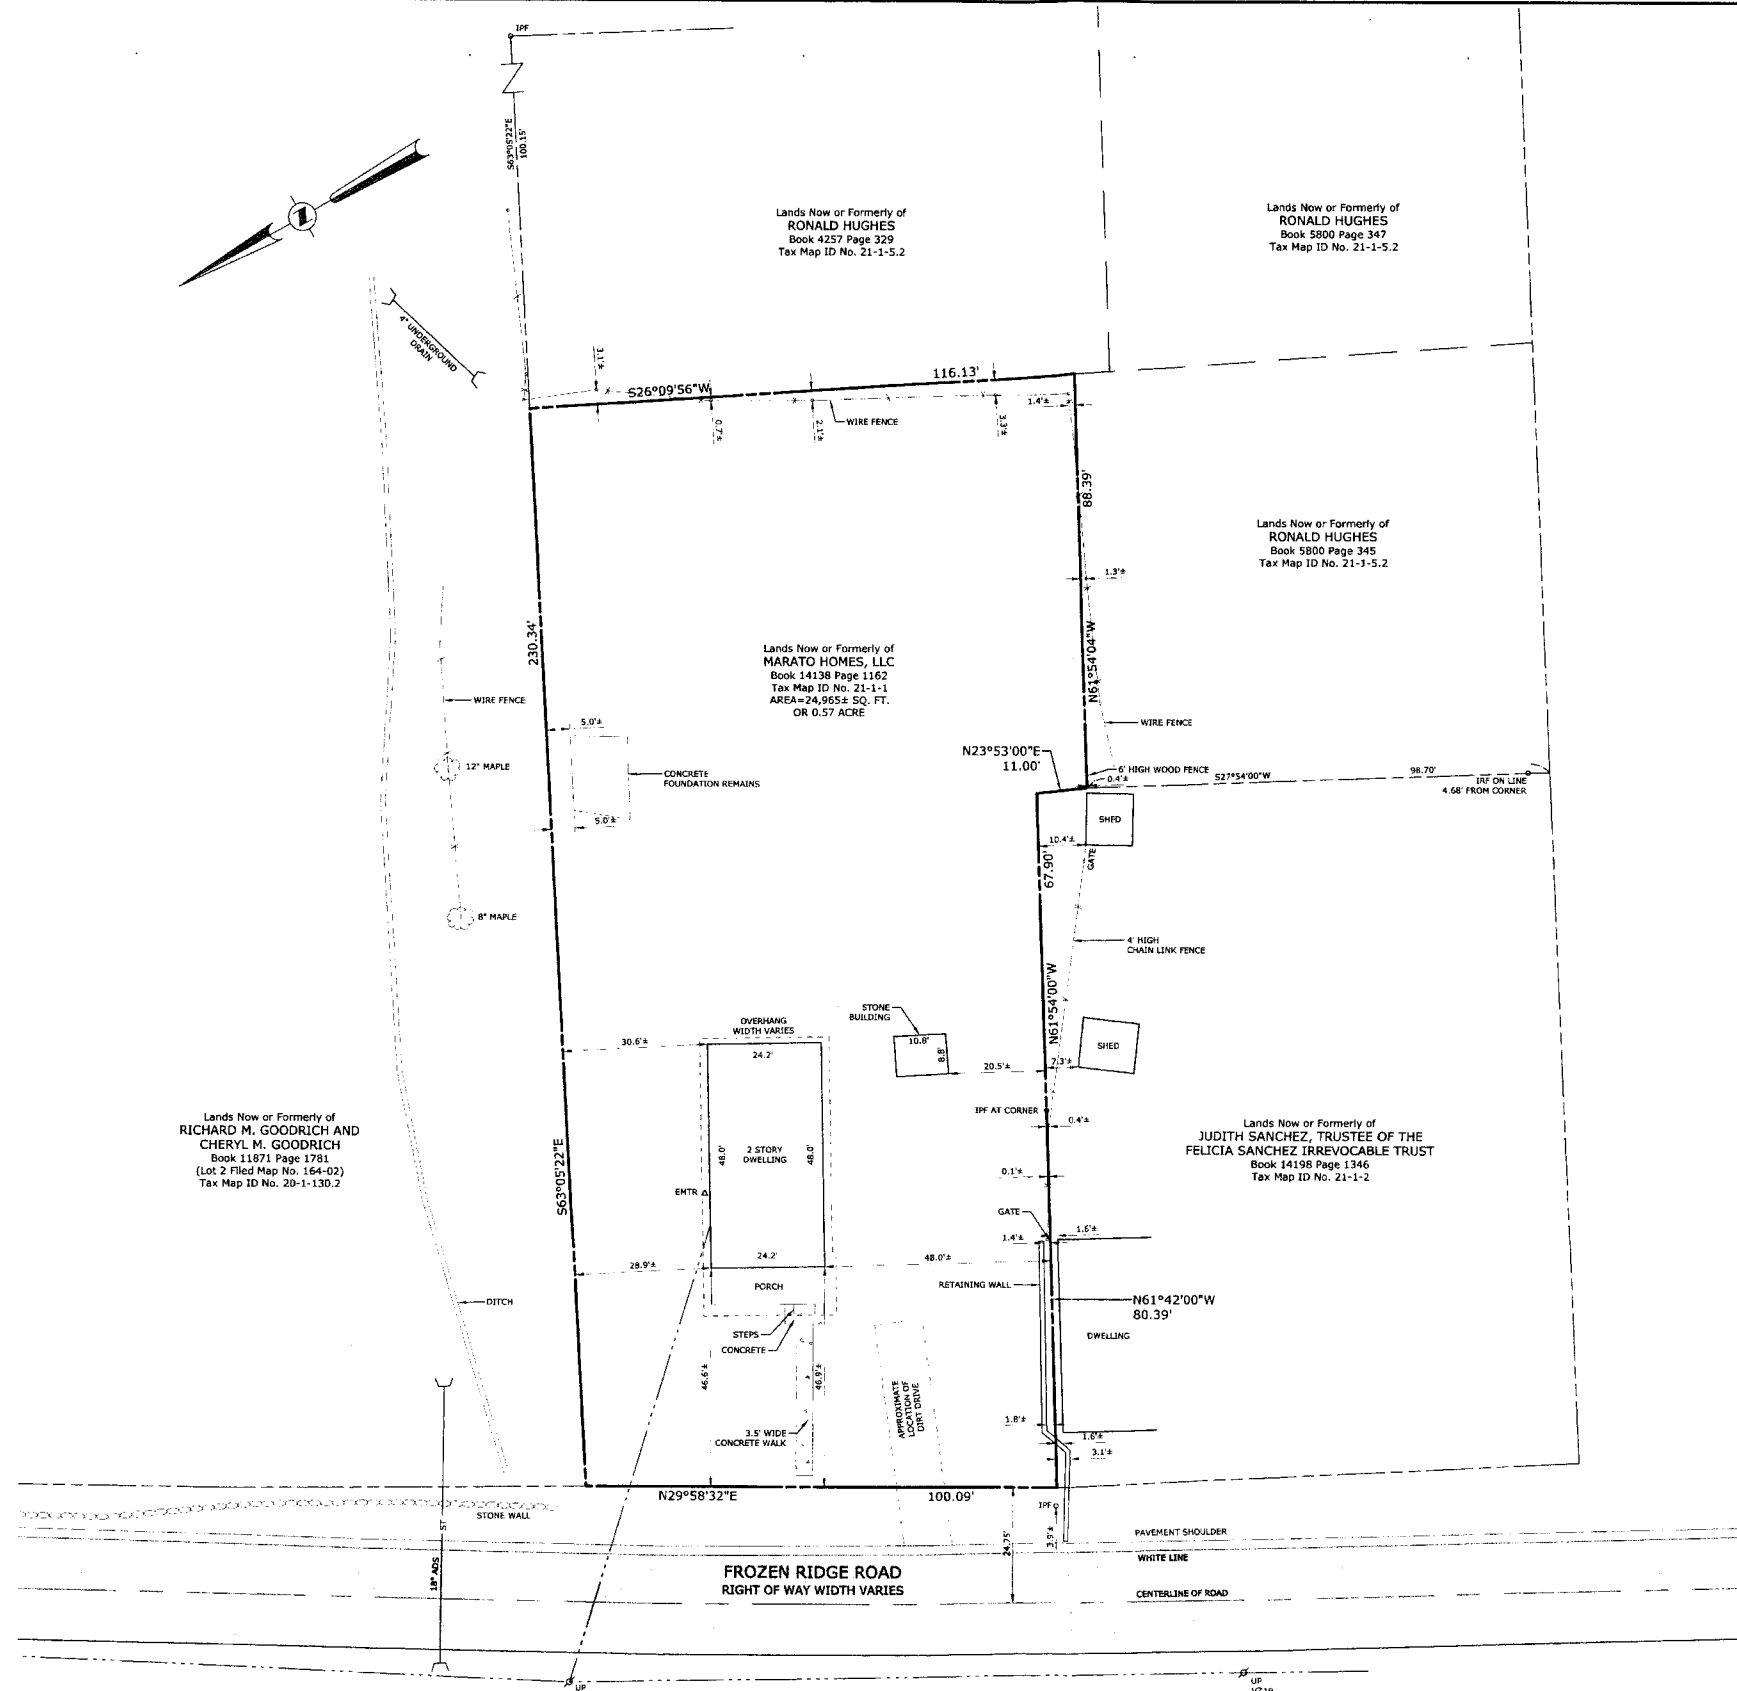 IPF
S63°05'22"E
100.15'
Lands Now or Formerly of
RONALD HUGHES
Book 4257 Page 329
Tax Map ID No. 21-1-5.2
Lands Now or Formerly of
RONALD HUGHES
Book 5800 Page 347
Tax Map ID No. 21-1-5.2
4" UNDERGROUND
DRAIN
3.1'±
S26°09'56"W
116.13'
0.7'±
2.1'±
WIRE FENCE
3.3'±
1.4'±
88.39'
Lands Now or Formerly of
RONALD HUGHES
Book 5800 Page 345
Tax Map ID No. 21-1-5.2
1.3'±
N61°54'04"W
230.34'
Lands Now or Formerly of
MARATO HOMES, LLC
Book 14138 Page 1162
Tax Map ID No. 21-1-1
AREA=24,965± SQ. FT.
OR 0.57 ACRE
WIRE FENCE
5.0'±
WIRE FENCE
12" MAPLE
CONCRETE
FOUNDATION REMAINS
N23°53'00"E
11.00'
6' HIGH WOOD FENCE
0.4'±
S27°54'00"W
98.70'
IRF ON LINE
4.68' FROM CORNER
5.0'±
SHED
10.4'±
GATE
67.90'
8" MAPLE
4' HIGH
CHAIN LINK FENCE
N61°54'00"W
STONE
BUILDING
OVERHANG
WIDTH VARIES
30.6'±
24.2'
10.8'
8.8'
20.5'±
7.3'±
SHED
IPF AT CORNER
0.4'±
Lands Now or Formerly of
RICHARD M. GOODRICH AND
CHERYL M. GOODRICH
Book 11871 Page 1781
(Lot 2 Filed Map No. 164-02)
Tax Map ID No. 20-1-130.2
S63°05'22"E
48.0'
2 STORY
DWELLING
48.0'
EMTR
0.1'±
Lands Now or Formerly of
JUDITH SANCHEZ, TRUSTEE OF THE
FELICIA SANCHEZ IRREVOCABLE TRUST
Book 14198 Page 1346
Tax Map ID No. 21-1-2
GATE
1.4'±
1.6'±
28.9'±
24.2'
48.0'±
PORCH
RETAINING WALL
DITCH
N61°42'00"W
80.39'
DWELLING
STEPS
CONCRETE
46.6'±
46.9'±
APPROXIMATE
LOCATION OF
DIRT DRIVE
3.5' WIDE
CONCRETE WALK
1.8'±
1.6'±
3.1'±
N29°58'32"E
100.09'
IPF
STONE WALL
ST
24.75'
3.9'±
PAVEMENT SHOULDER
WHITE LINE
18" ADS
FROZEN RIDGE ROAD
RIGHT OF WAY WIDTH VARIES
CENTERLINE OF ROAD
UP
UP